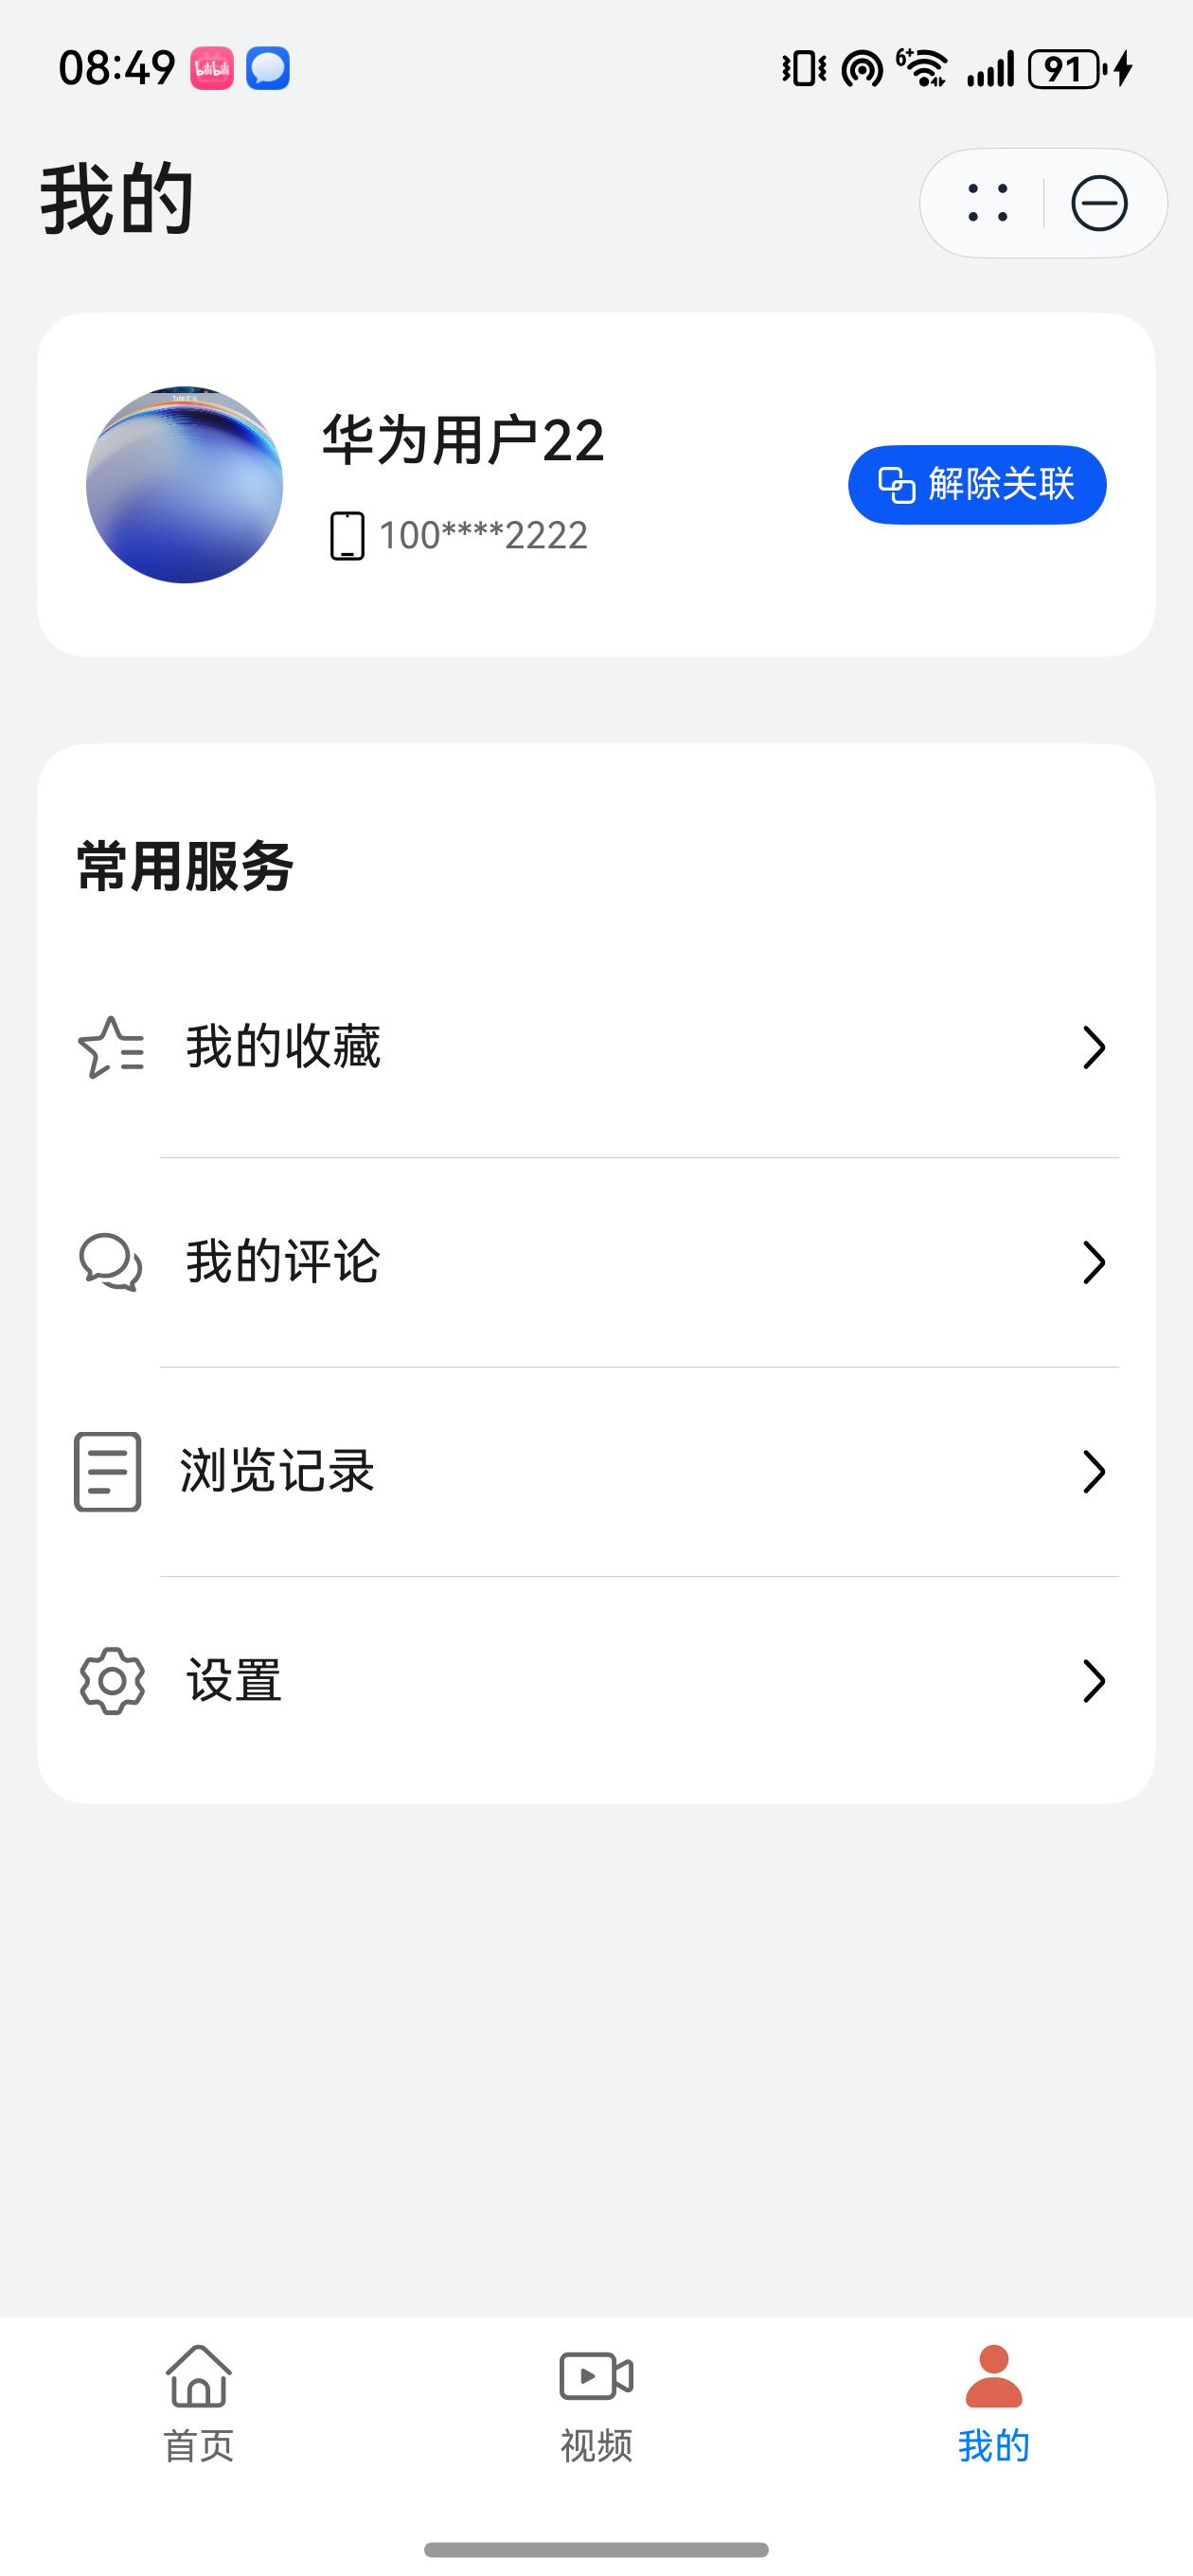 08:49
bilibili
6+
91
我的
华为用户22
100****2222
解除关联
常用服务
我的收藏
我的评论
浏览记录
设置
首页
视频
我的